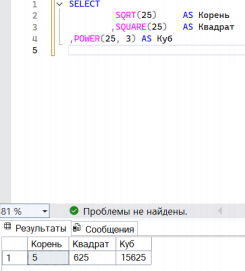 1 SELECT
2 SQRT(25) AS Корень
3 ,SQUARE(25) AS Квадрат
4 ,POWER(25, 3) AS Куб
5
81 % Проблемы не найдены.
Результаты Сообщения
Корень Квадрат Куб
1 5 625 15625